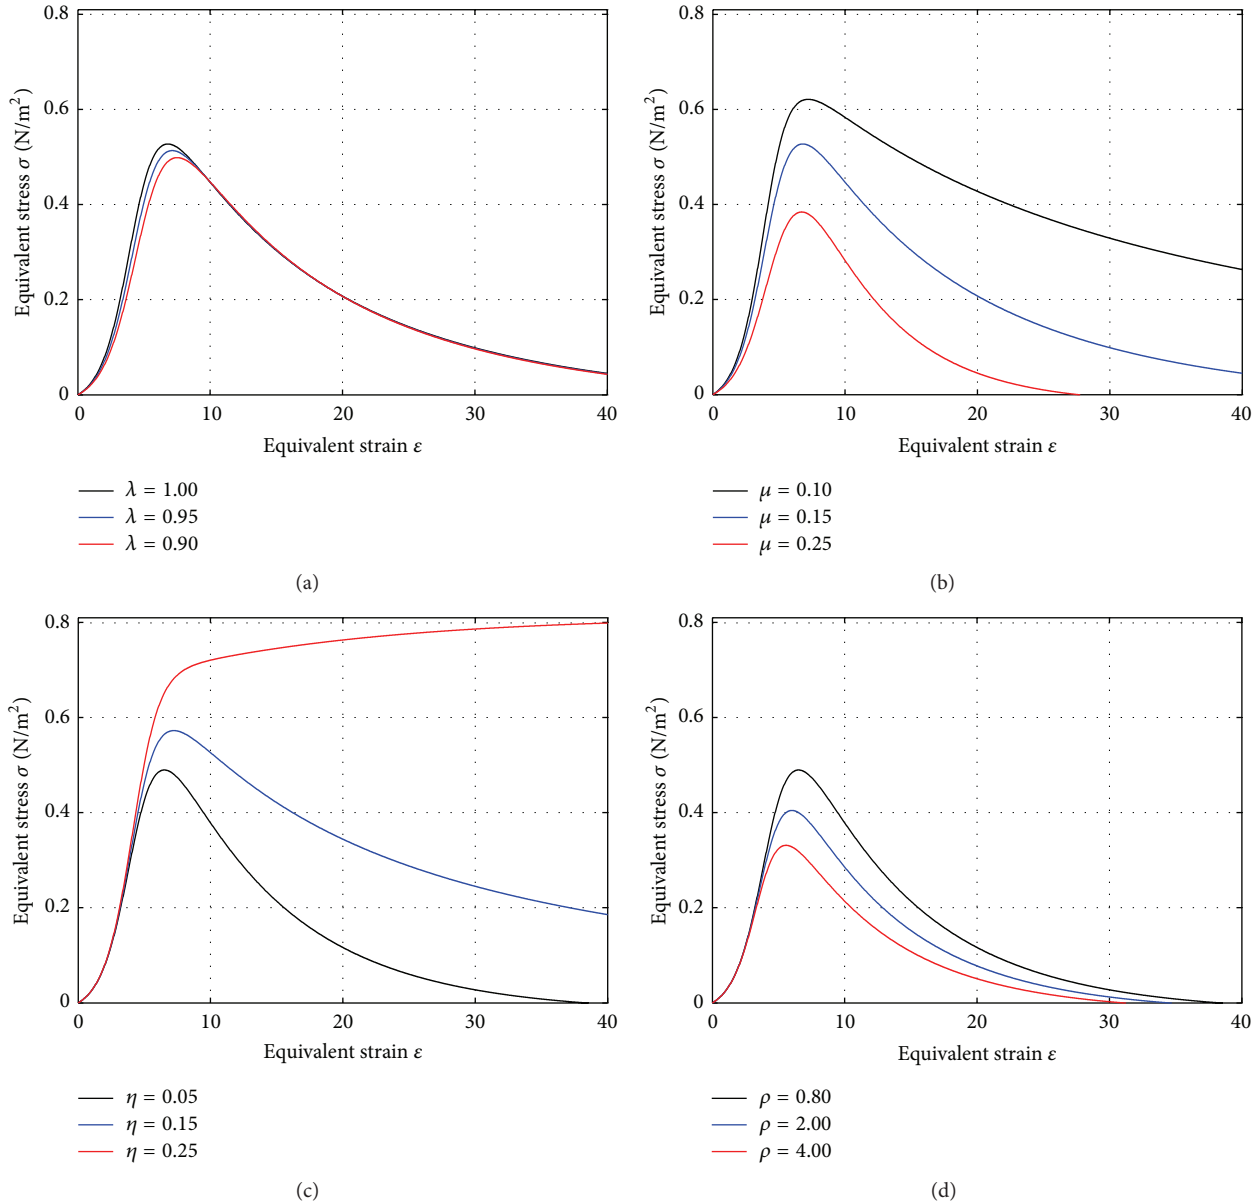 0.8
0.6
0.4
0.2
0
0 10 20 30 40
Equivalent stress σ (N/m²)
Equivalent strain ε
λ = 1.00
λ = 0.95
λ = 0.90
(a)
0.8
0.6
0.4
0.2
0
0 10 20 30 40
Equivalent stress σ (N/m²)
Equivalent strain ε
μ = 0.10
μ = 0.15
μ = 0.25
(b)
0.8
0.6
0.4
0.2
0
0 10 20 30 40
Equivalent stress σ (N/m²)
Equivalent strain ε
η = 0.05
η = 0.15
η = 0.25
(c)
0.8
0.6
0.4
0.2
0
0 10 20 30 40
Equivalent stress σ (N/m²)
Equivalent strain ε
ρ = 0.80
ρ = 2.00
ρ = 4.00
(d)